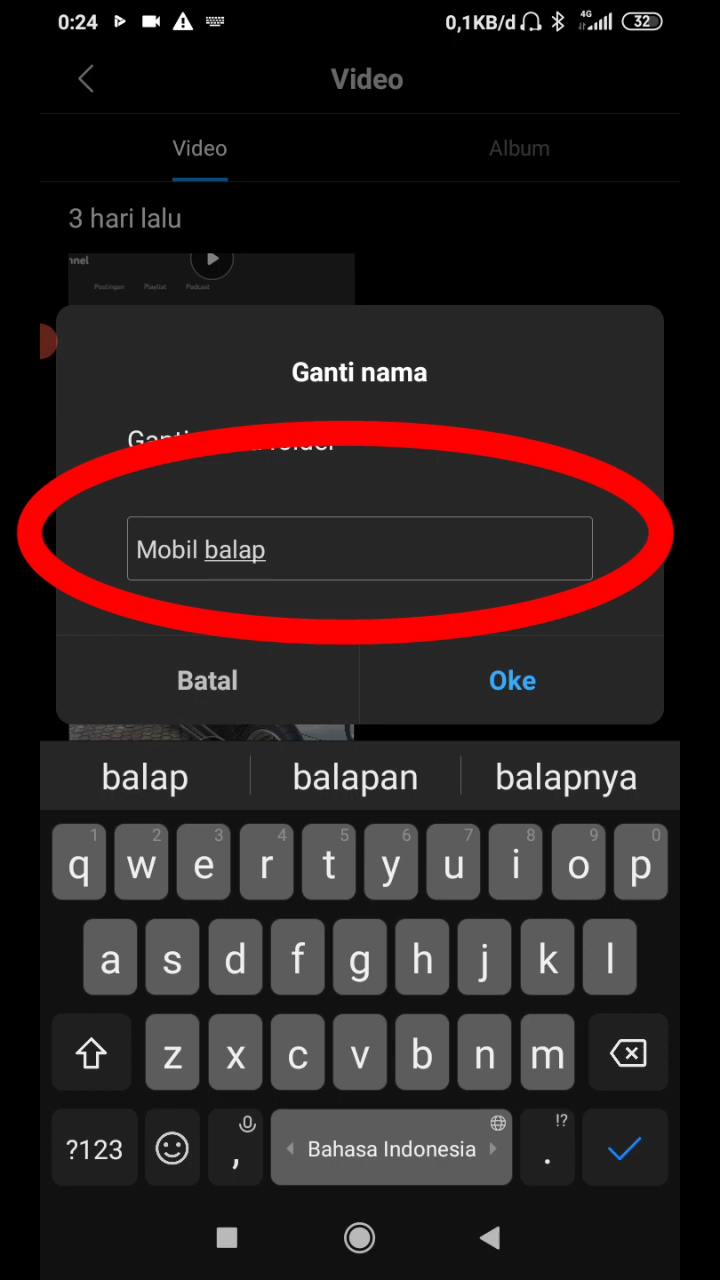 0:24
0,1KB/d
4G
32
Video
Video
Album
3 hari lalu
nnel
Postingan Playlist Podcast
Ganti nama
Mobil balap
Batal
Oke
balap balapan balapnya
1 2 3 4 5 6 7 8 9 0
q w e r t y u i o p
a s d f g h j k l
z x c v b n m
!?
?123 , Bahasa Indonesia .